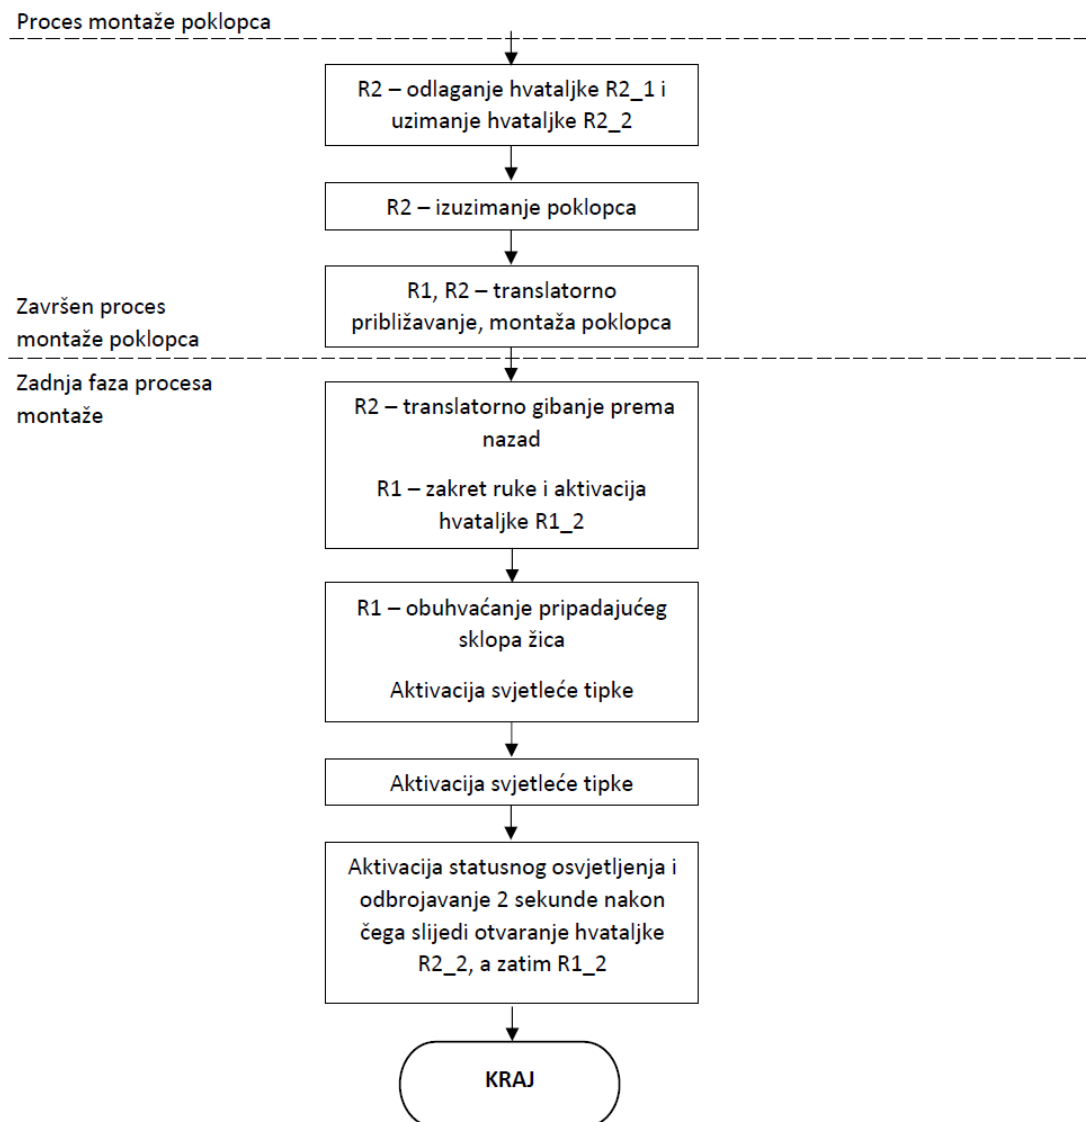 Proces montaže poklopca
R2 – odlaganje hvataljke R2_1 i
uzimanje hvataljke R2_2
R2 – izuzimanje poklopca
R1, R2 – translatorno
približavanje, montaža poklopca
Završen proces
montaže poklopca
Zadnja faza procesa
montaže
R2 – translatorno gibanje prema
nazad
R1 – zakret ruke i aktivacija
hvataljke R1_2
R1 – obuhvaćanje pripadajućeg
sklopa žica
Aktivacija svjetleće tipke
Aktivacija svjetleće tipke
Aktivacija statusnog osvjetljenja i
odbrojavanje 2 sekunde nakon
čega slijedi otvaranje hvataljke
R2_2, a zatim R1_2
KRAJ